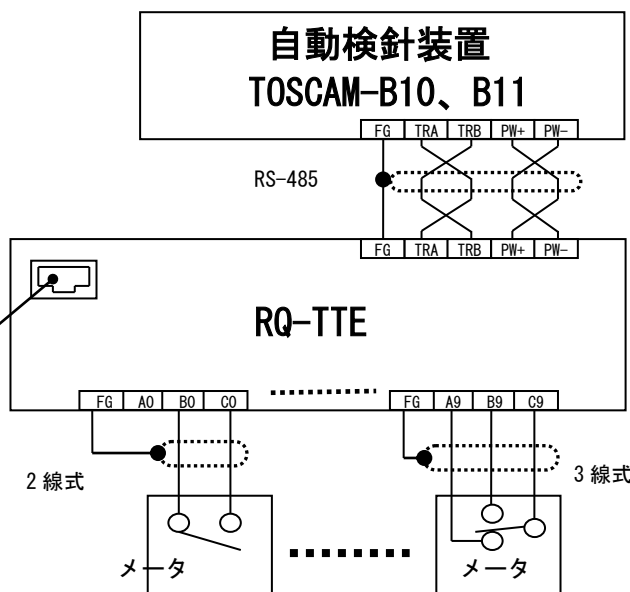 自動検針装置
TOSCAM-B10、B11
FG TRA TRB PW+ PW-
RS-485
FG TRA TRB PW+ PW-
RQ-TTE
FG A0 B0 C0 FG A9 B9 C9
2線式 3線式
メータ メータ